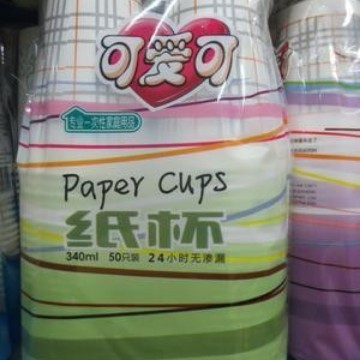 可爱可
专业一次性家庭用品
Paper Cups
纸杯
340ml 50只装 24小时无渗漏